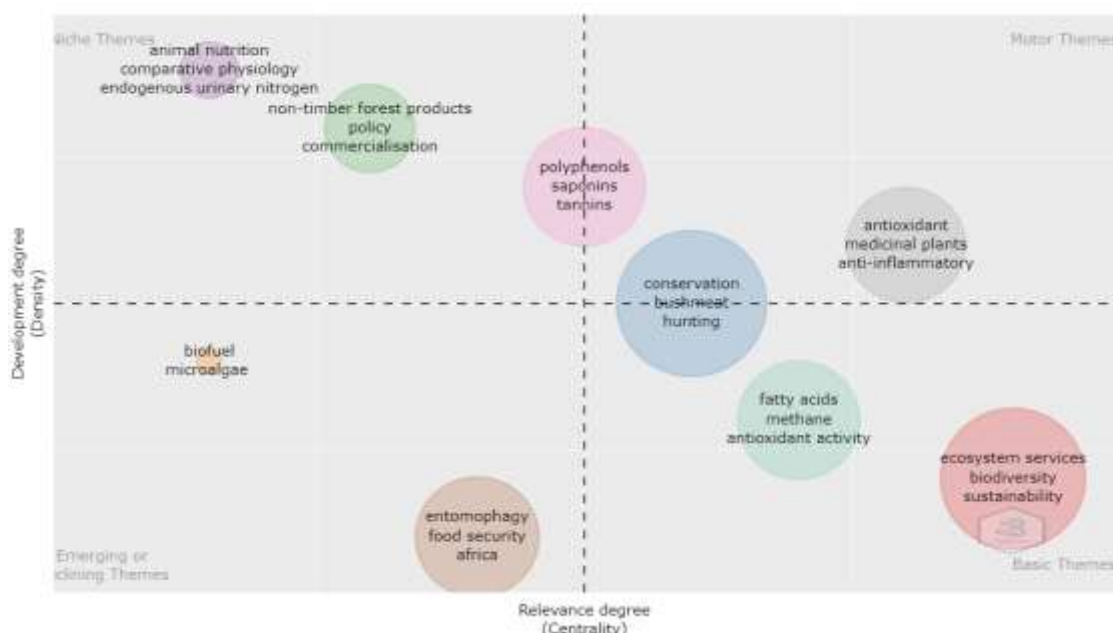 Niche Themes
Motor Themes
animal nutrition
comparative physiology
endogenous urinary nitrogen
non-timber forest products
policy
commercialisation
polyphenols
saponins
tannins
antioxidant
medicinal plants
anti-inflammatory
conservation
bushmeat
hunting
Development degree
(Density)
biofuel
microalgae
fatty acids
methane
antioxidant activity
ecosystem services
biodiversity
sustainability
entomophagy
food security
africa
Emerging or
clining Themes
Basic Themes
Relevance degree
(Centrality)